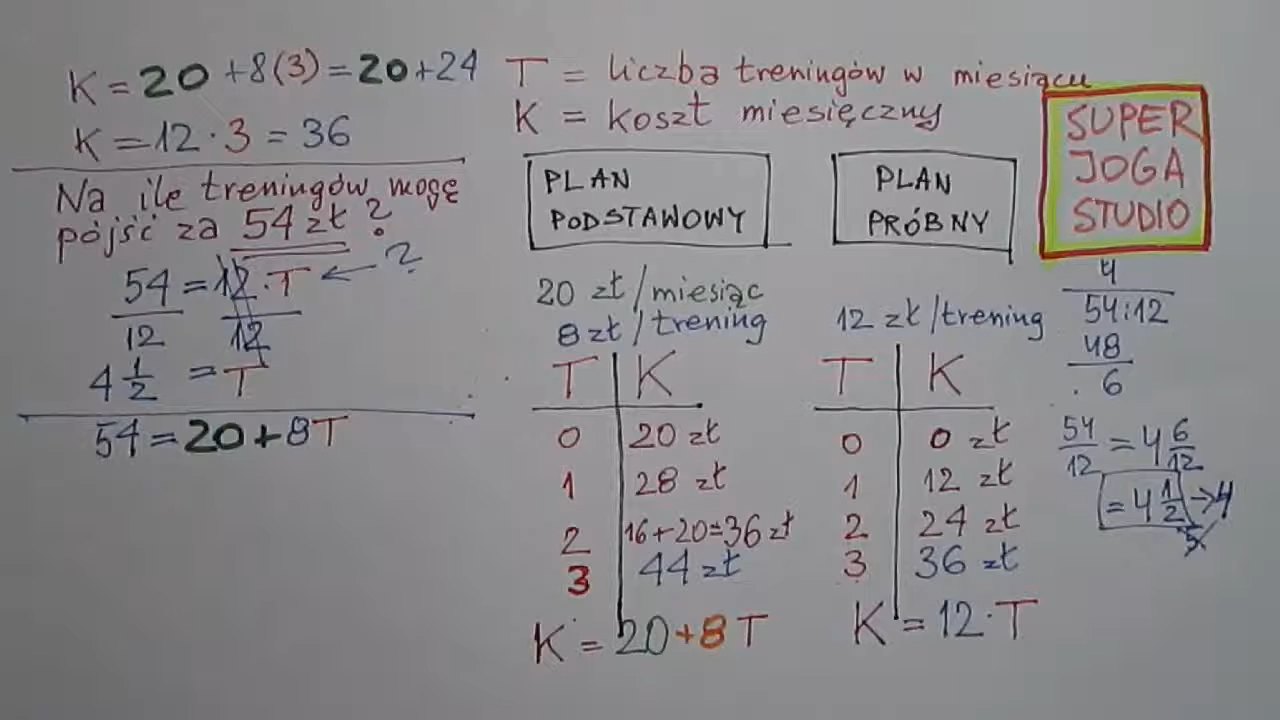 K = 20 + 8(3) = 20 + 24
K = 12 · 3 = 36
Na ile treningów mogę
pójść za 54 zł ?
54 = 12 · T ← ?
12 12
4 1/2 = T
54 = 20 + 8T
T = liczba treningów w miesiącu
K = koszt miesięczny
PLAN
PODSTAWOWY
20 zł/miesiąc
8 zł/trening
T K
0 20 zł
1 28 zł
2 16+20=36 zł
3 44 zł
K = 20 + 8T
PLAN
PRÓBNY
12 zł/trening
T K
0 0 zł
1 12 zł
2 24 zł
3 36 zł
K = 12 · T
SUPER
JOGA
STUDIO
4
54:12
48
6
54/12 = 4 6/12
= 4 1/2 → 4
5